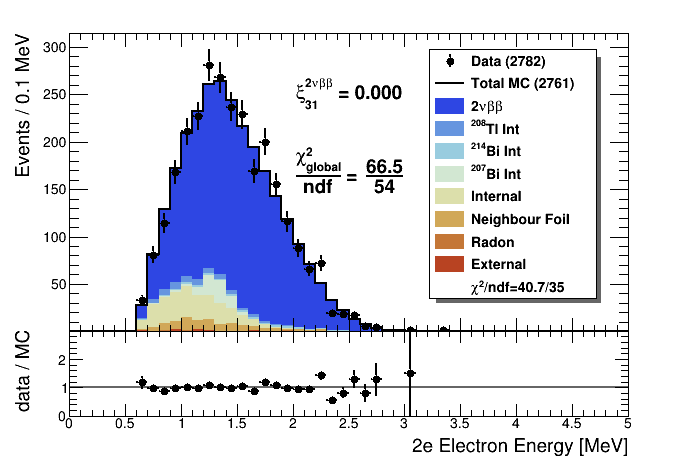 Events / 0.1 MeV
300
250
200
150
100
50
ξ₃₁²ᵛᵝᵝ = 0.000
χ²global / ndf = 66.5 / 54
Data (2782)
Total MC (2761)
2νββ
²⁰⁸Tl Int
²¹⁴Bi Int
²⁰⁷Bi Int
Internal
Neighbour Foil
Radon
External
χ²/ndf=40.7/35
data / MC
2
1
0
0 0.5 1 1.5 2 2.5 3 3.5 4 4.5 5
2e Electron Energy [MeV]